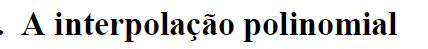 . A interpolação polinomial